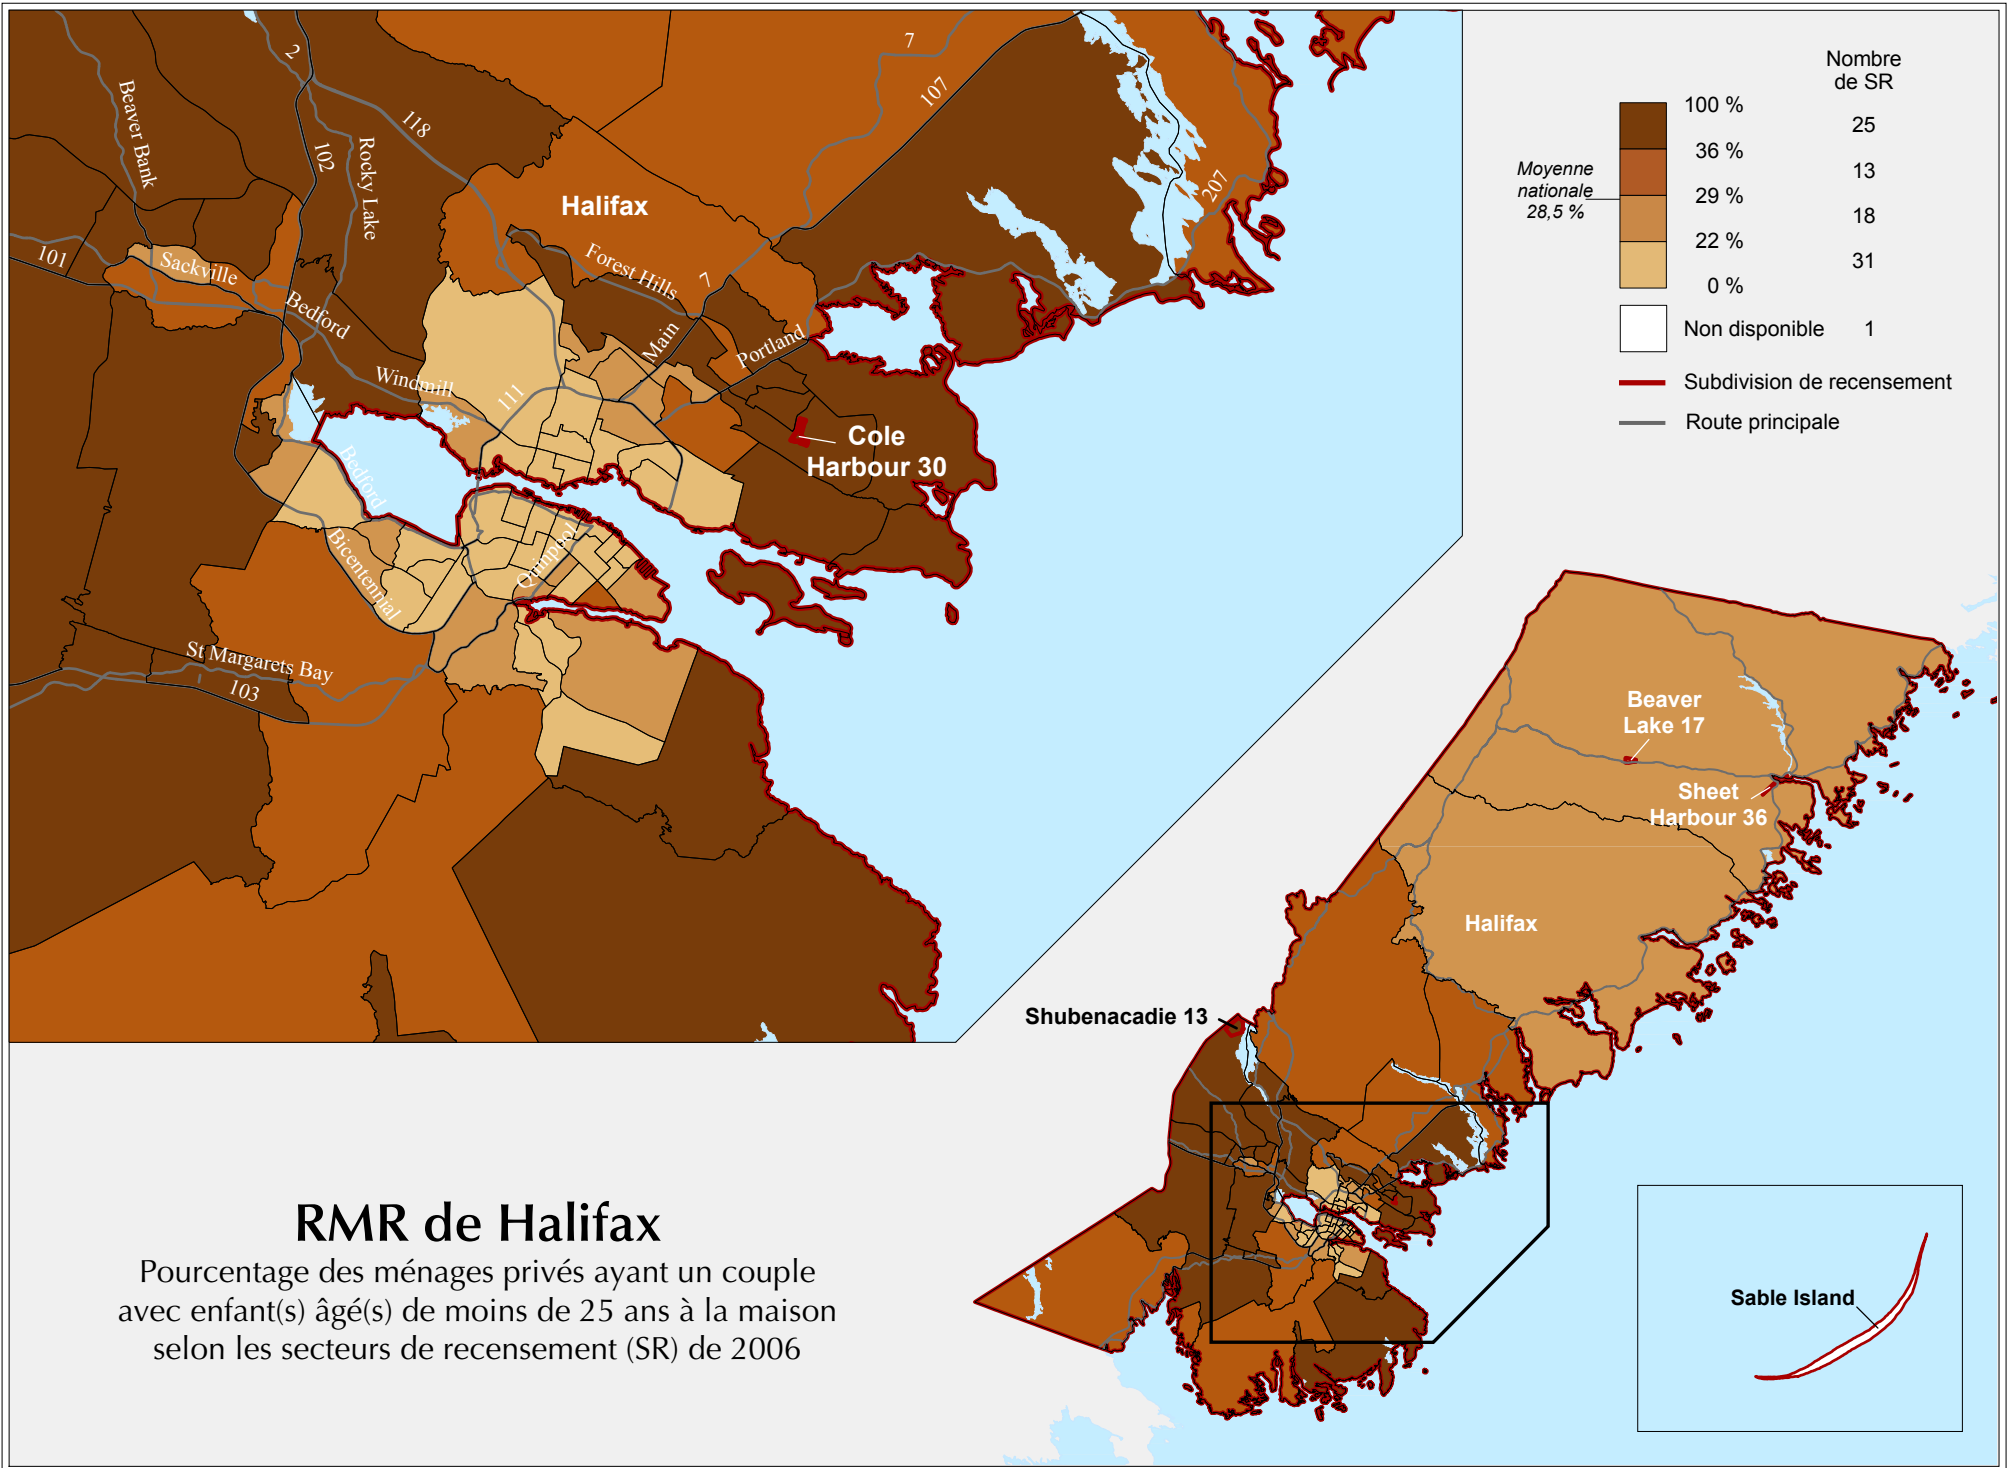 2
7
118
107
Beaver Bank
102
Rocky Lake
Halifax
207
101
Sackville
Forest Hills
7
Bedford
Main
Portland
Windmill
111
Cole
Harbour 30
Bedford
Bicentennial
Quinpool
St Margarets Bay
103
Nombre
de SR
100 %
25
36 %
13
Moyenne
nationale
28,5 %
29 %
18
22 %
31
0 %
Non disponible 1
Subdivision de recensement
Route principale
Beaver
Lake 17
Sheet
Harbour 36
Halifax
Shubenacadie 13
Sable Island
RMR de Halifax
Pourcentage des ménages privés ayant un couple
avec enfant(s) âgé(s) de moins de 25 ans à la maison
selon les secteurs de recensement (SR) de 2006